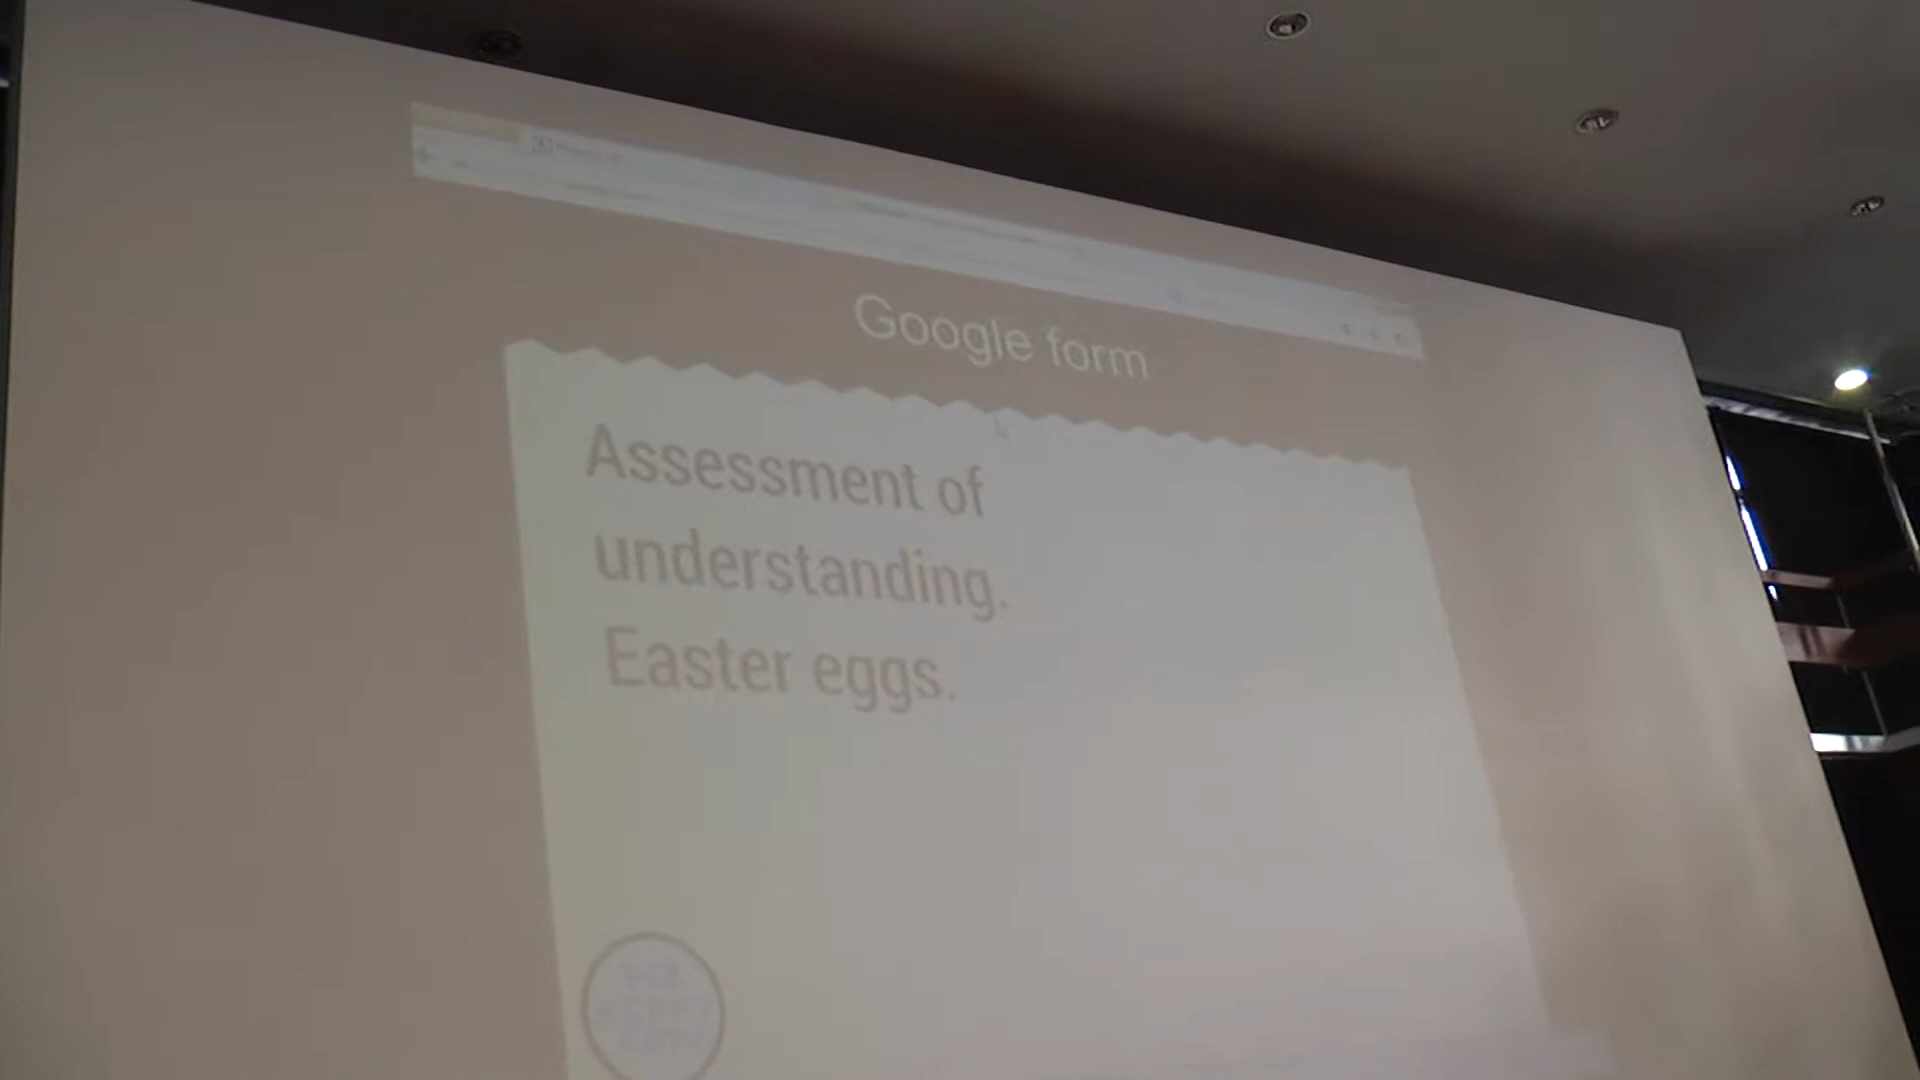 Google form
Assessment of
understanding.
Easter eggs.